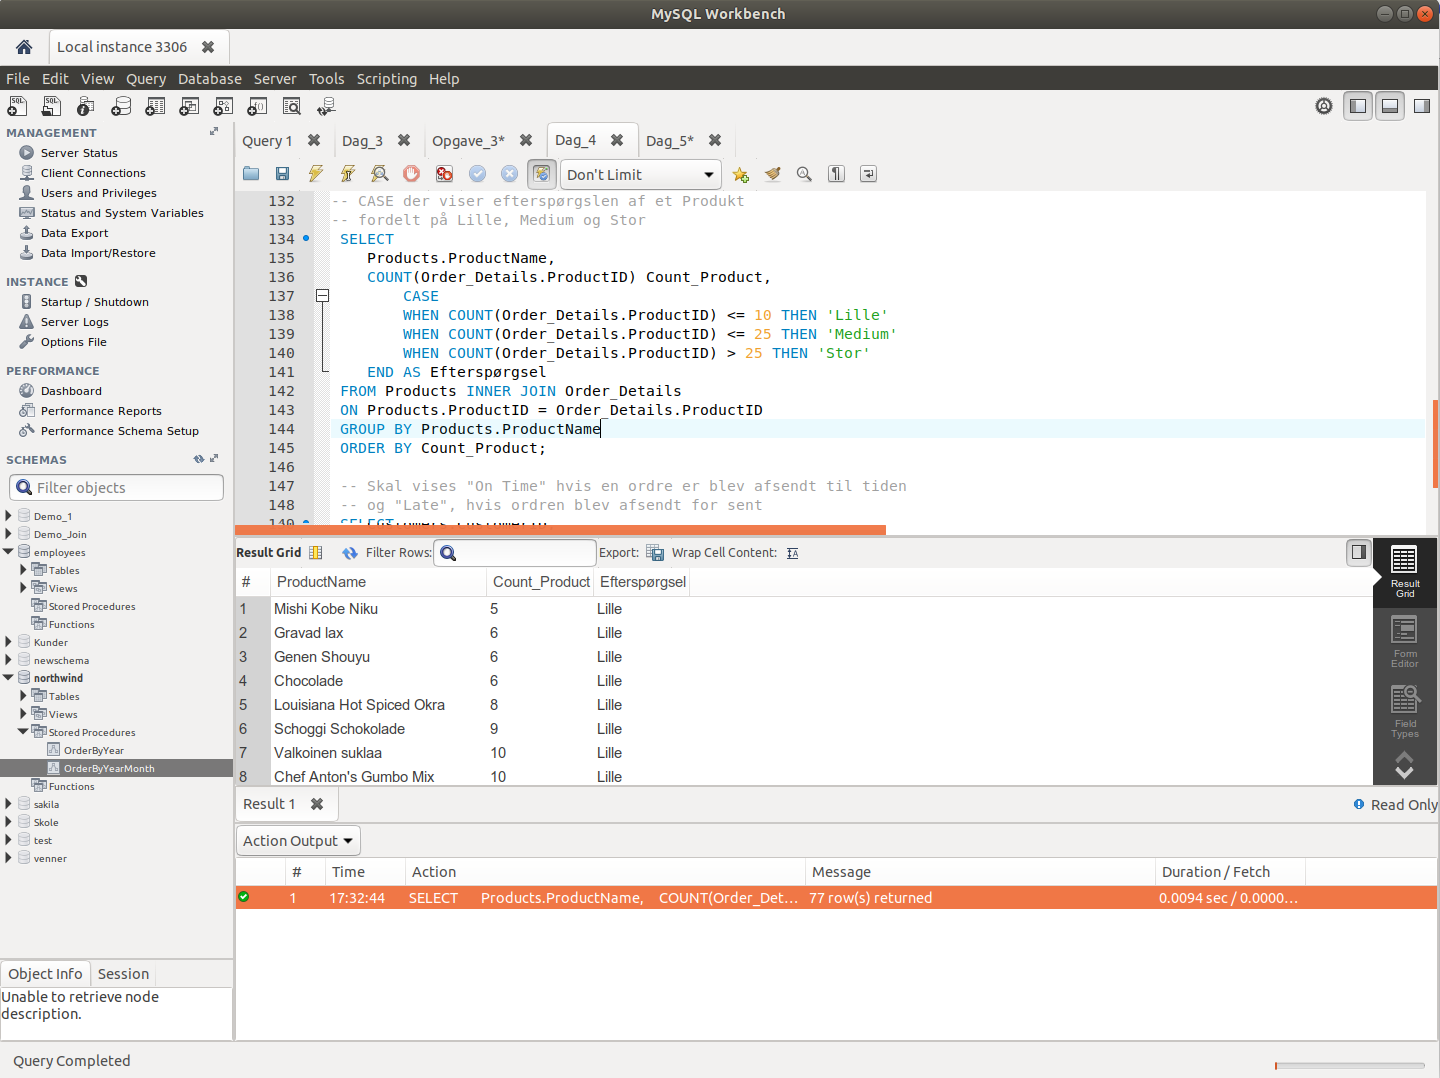 MySQL Workbench
Local instance 3306
File Edit View Query Database Server Tools Scripting Help
MANAGEMENT
Server Status
Client Connections
Users and Privileges
Status and System Variables
Data Export
Data Import/Restore
INSTANCE
Startup / Shutdown
Server Logs
Options File
PERFORMANCE
Dashboard
Performance Reports
Performance Schema Setup
SCHEMAS
Filter objects
Demo_1
Demo_Join
employees
Tables
Views
Stored Procedures
Functions
Kunder
newschema
northwind
Tables
Views
Stored Procedures
OrderByYear
OrderByYearMonth
Functions
sakila
Skole
test
venner
Object Info Session
Unable to retrieve node
description.
Query 1 Dag_3 Opgave_3* Dag_4 Dag_5*
Don't Limit
132 -- CASE der viser efterspørgslen af et Produkt
133 -- fordelt på Lille, Medium og Stor
134 SELECT
135 Products.ProductName,
136 COUNT(Order_Details.ProductID) Count_Product,
137 CASE
138 WHEN COUNT(Order_Details.ProductID) <= 10 THEN 'Lille'
139 WHEN COUNT(Order_Details.ProductID) <= 25 THEN 'Medium'
140 WHEN COUNT(Order_Details.ProductID) > 25 THEN 'Stor'
141 END AS Efterspørgsel
142 FROM Products INNER JOIN Order_Details
143 ON Products.ProductID = Order_Details.ProductID
144 GROUP BY Products.ProductName
145 ORDER BY Count_Product;
146
147 -- Skal vises "On Time" hvis en ordre er blev afsendt til tiden
148 -- og "Late", hvis ordren blev afsendt for sent
Result Grid Filter Rows: Export: Wrap Cell Content:
# ProductName Count_Product Efterspørgsel
1 Mishi Kobe Niku 5 Lille
2 Gravad lax 6 Lille
3 Genen Shouyu 6 Lille
4 Chocolade 6 Lille
5 Louisiana Hot Spiced Okra 8 Lille
6 Schoggi Schokolade 9 Lille
7 Valkoinen suklaa 10 Lille
8 Chef Anton's Gumbo Mix 10 Lille
Result
Grid
Form
Editor
Field
Types
Result 1 Read Only
Action Output
# Time Action Message Duration / Fetch
1 17:32:44 SELECT Products.ProductName, COUNT(Order_Det... 77 row(s) returned 0.0094 sec / 0.0000...
Query Completed